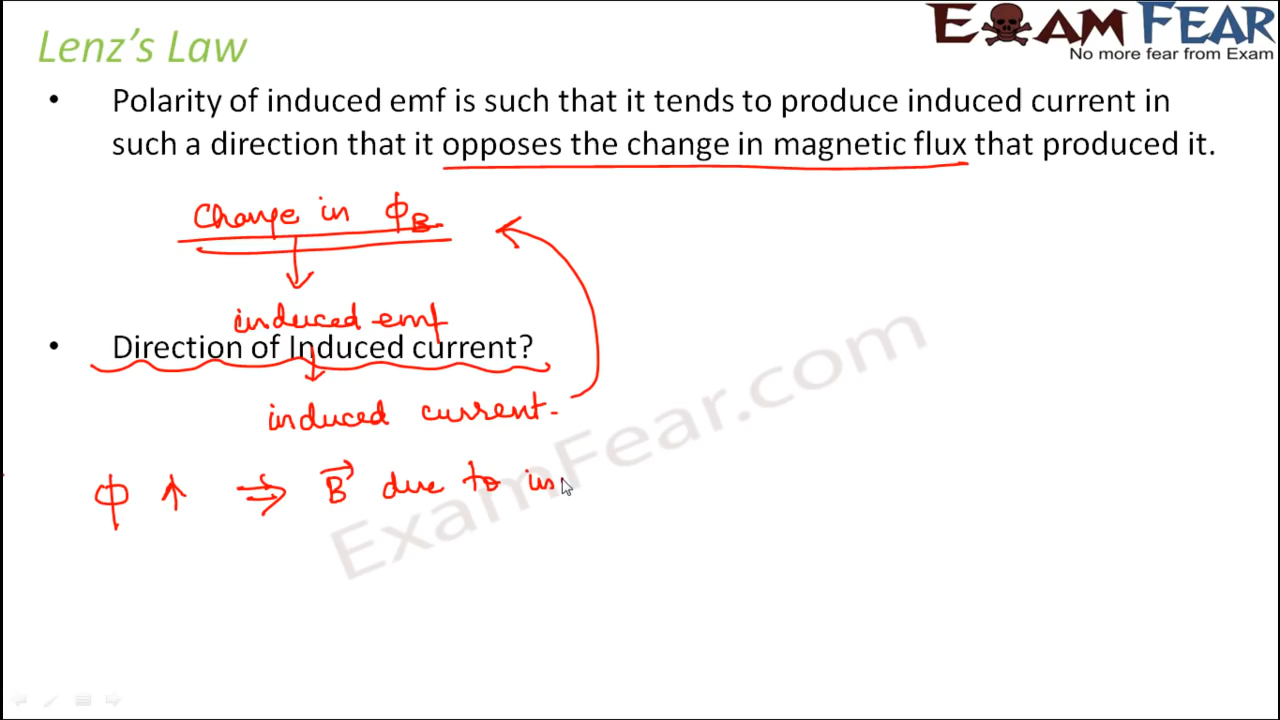 Lenz's Law
EXAM FEAR
No more fear from Exam
• Polarity of induced emf is such that it tends to produce induced current in
such a direction that it opposes the change in magnetic flux that produced it.
Change in ϕB
induced emf
• Direction of Induced current?
induced current.
ϕ ↑ ⇒ B⃗ due to in
ExamFear.com